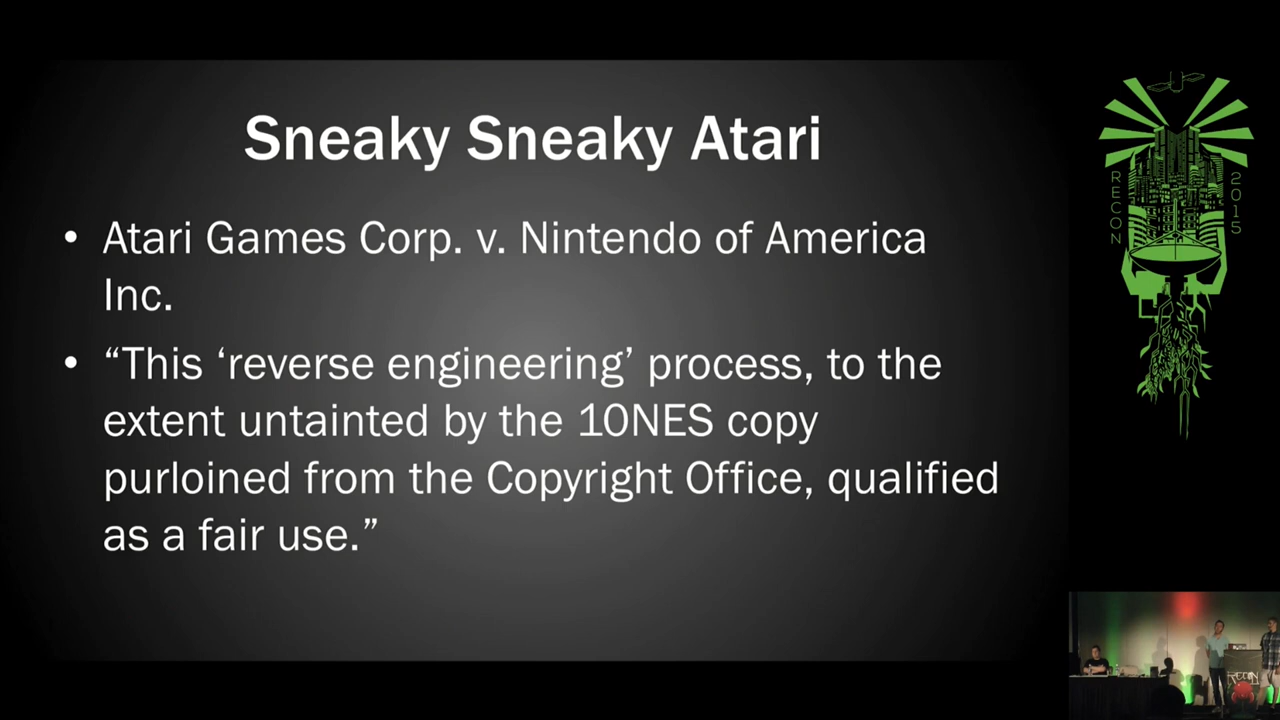 Sneaky Sneaky Atari
• Atari Games Corp. v. Nintendo of America
Inc.
• “This ‘reverse engineering’ process, to the
extent untainted by the 10NES copy
purloined from the Copyright Office, qualified
as a fair use.”
RECON
2015
RECON